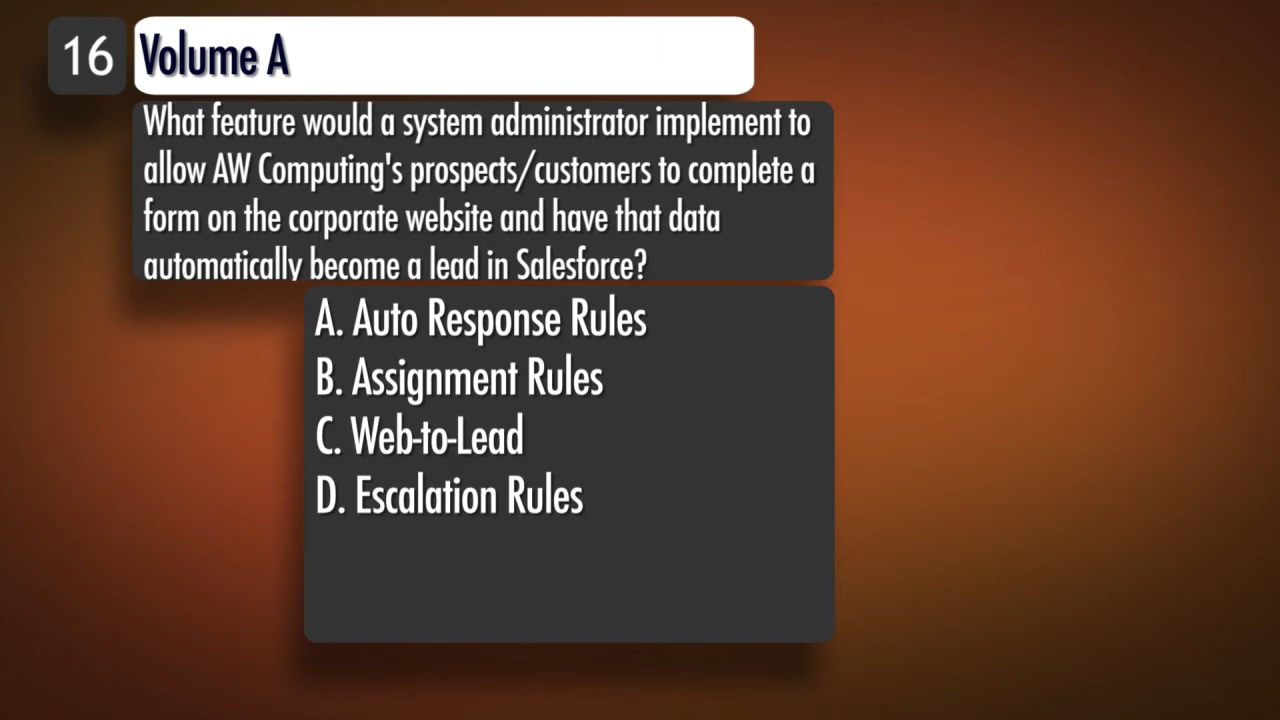 16 Volume A
What feature would a system administrator implement to
allow AW Computing's prospects/customers to complete a
form on the corporate website and have that data
automatically become a lead in Salesforce?
A. Auto Response Rules
B. Assignment Rules
C. Web-to-Lead
D. Escalation Rules